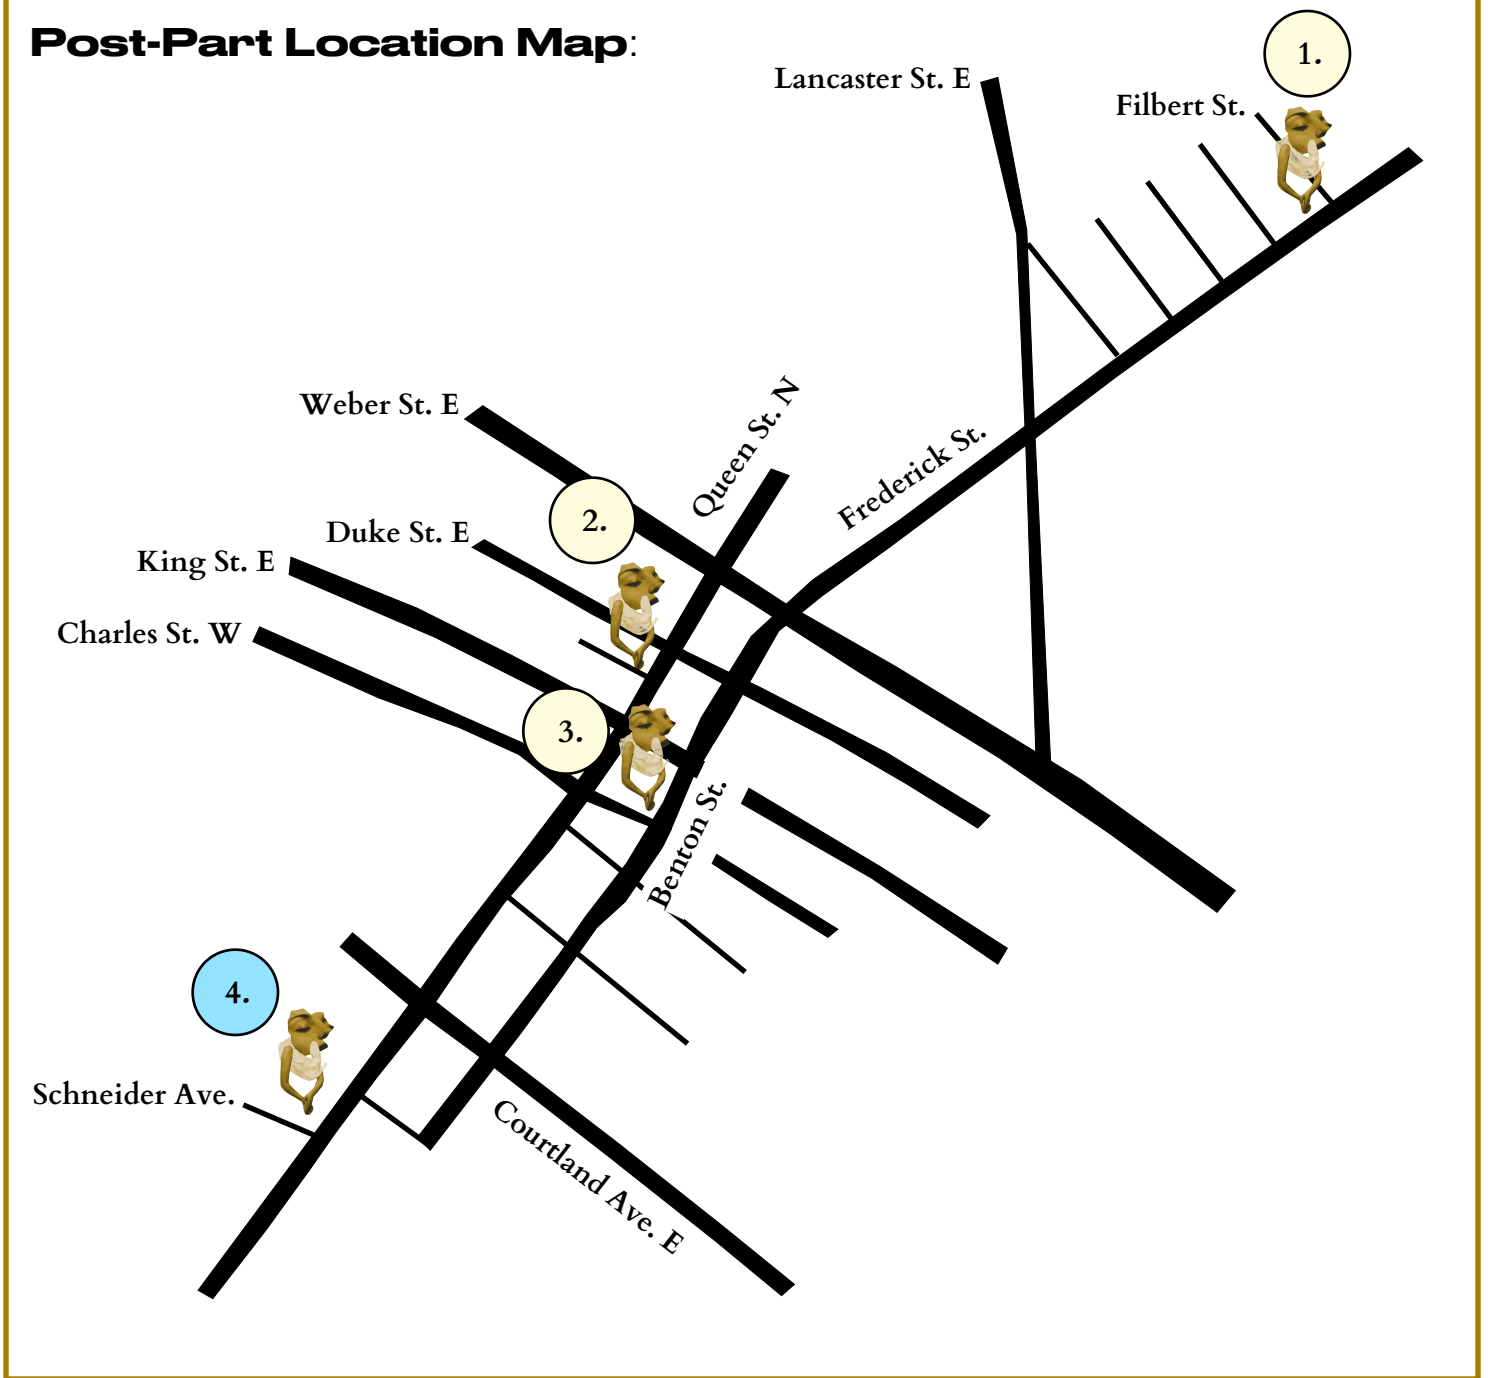 Post-Part Location Map:
1.
Lancaster St. E
Filbert St.
Weber St. E
Queen St. N
Frederick St.
2.
Duke St. E
King St. E
Charles St. W
3.
Benton St.
4.
Schneider Ave.
Courtland Ave. E